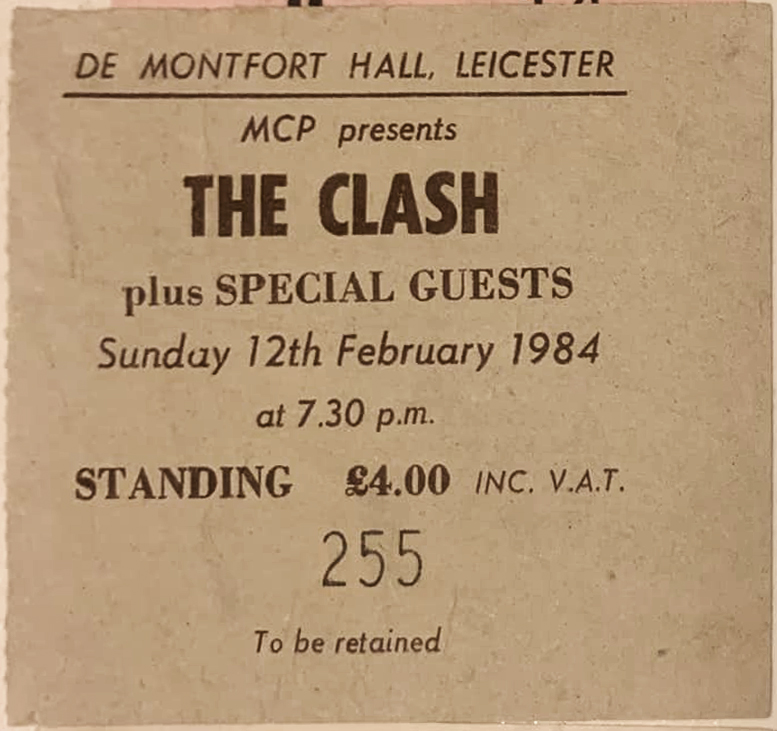 DE MONTFORT HALL, LEICESTER
MCP presents
THE CLASH
plus SPECIAL GUESTS
Sunday 12th February 1984
at 7.30 p.m.
STANDING £4.00 INC. V.A.T.
255
To be retained